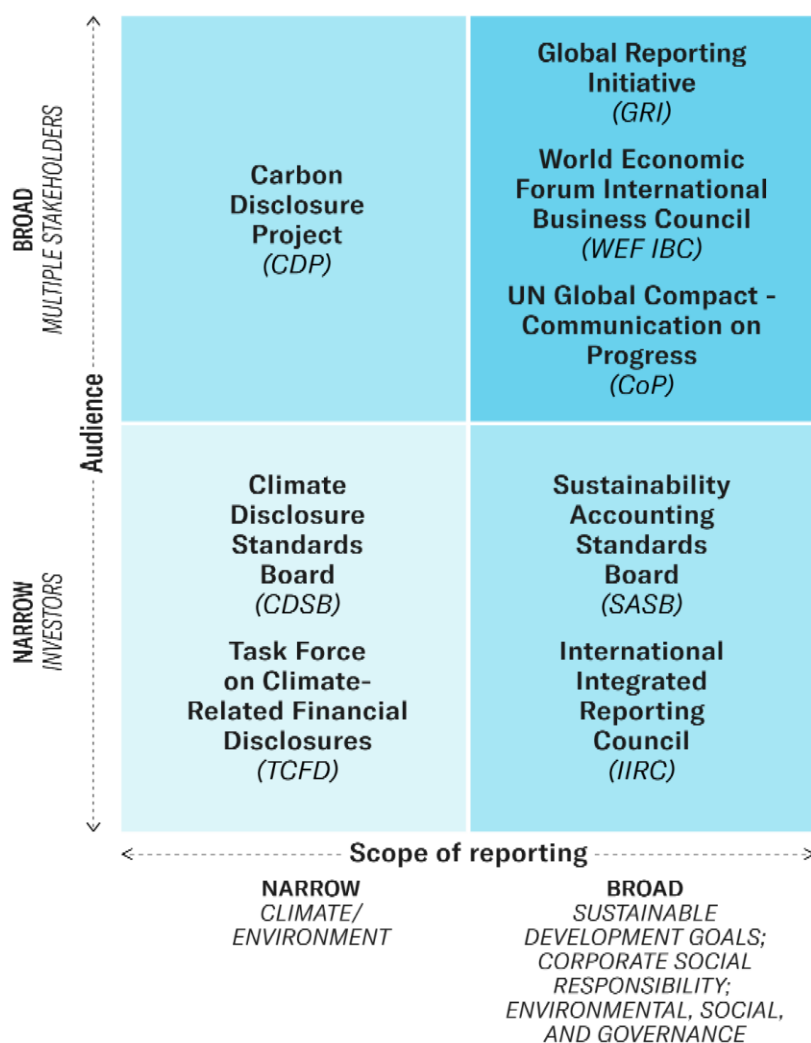 Global Reporting
Initiative
(GRI)
World Economic
Forum International
Business Council
(WEF IBC)
UN Global Compact -
Communication on
Progress
(CoP)
Carbon
Disclosure
Project
(CDP)
BROAD
MULTIPLE STAKEHOLDERS
Audience
NARROW
INVESTORS
Climate
Disclosure
Standards
Board
(CDSB)
Task Force
on Climate-
Related Financial
Disclosures
(TCFD)
Sustainability
Accounting
Standards
Board
(SASB)
International
Integrated
Reporting
Council
(IIRC)
Scope of reporting
NARROW
CLIMATE/
ENVIRONMENT
BROAD
SUSTAINABLE
DEVELOPMENT GOALS;
CORPORATE SOCIAL
RESPONSIBILITY;
ENVIRONMENTAL, SOCIAL,
AND GOVERNANCE